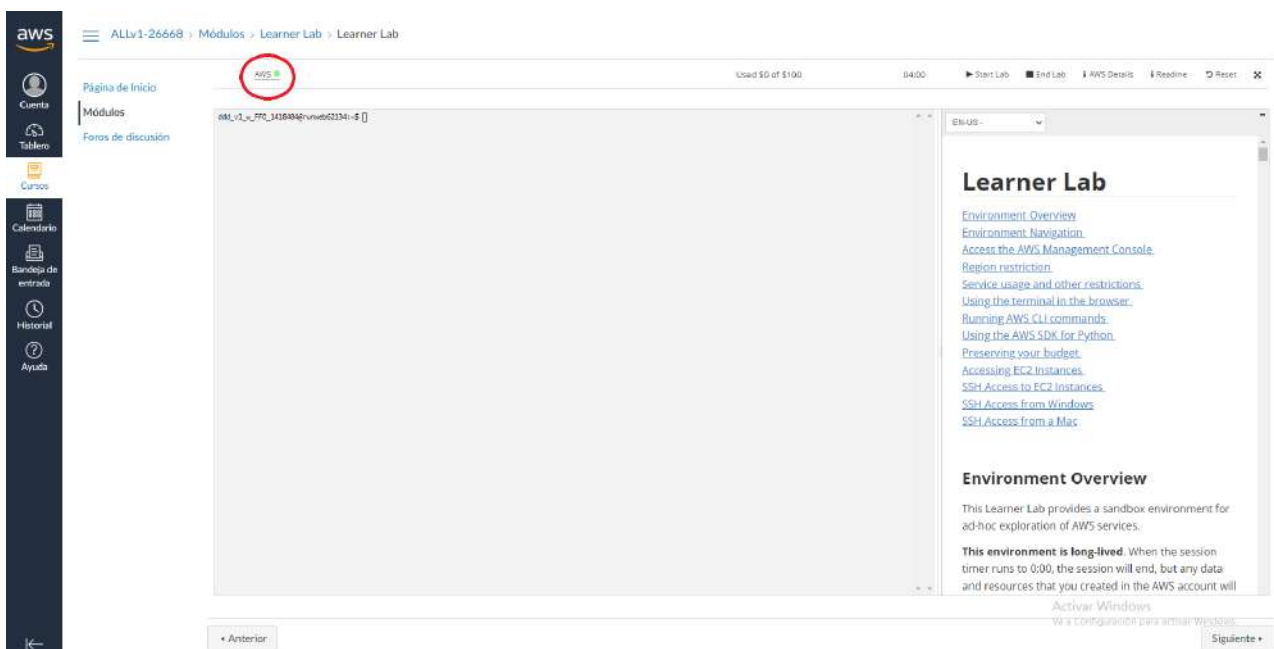 aws
ALLv1-26668 › Módulos › Learner Lab › Learner Lab
Cuenta
Tablero
Cursos
Calendario
Bandeja de
entrada
Historial
Ayuda
Página de Inicio
Módulos
Foros de discusión
AWS
Used $0 of $100
04:00
Start Lab
End Lab
AWS Details
Readme
Reset
EN-US
Learner Lab
Environment Overview
Environment Navigation
Access the AWS Management Console
Region restriction
Service usage and other restrictions
Using the terminal in the browser
Running AWS CLI commands
Using the AWS SDK for Python
Preserving your budget
Accessing EC2 Instances
SSH Access to EC2 Instances
SSH Access from Windows
SSH Access from a Mac
Environment Overview
This Learner Lab provides a sandbox environment for
ad-hoc exploration of AWS services.
This environment is long-lived. When the session
timer runs to 0:00, the session will end, but any data
and resources that you created in the AWS account will
Activar Windows
Ve a Configuración para activar Windows.
Anterior
Siguiente